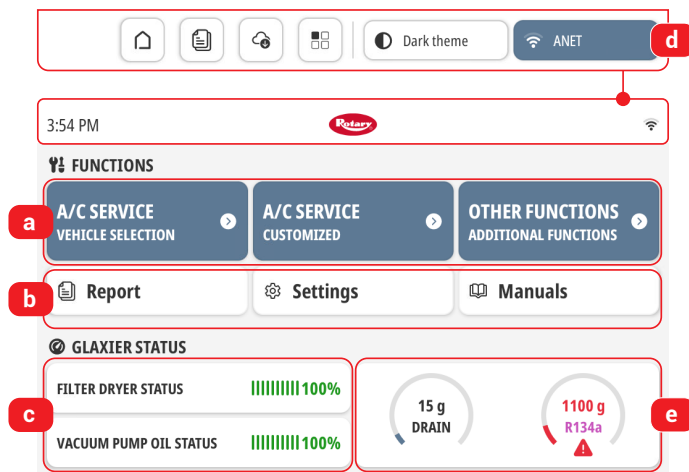 Dark theme
ANET
d
3:54 PM
Rotary
FUNCTIONS
a
A/C SERVICE
VEHICLE SELECTION
A/C SERVICE
CUSTOMIZED
OTHER FUNCTIONS
ADDITIONAL FUNCTIONS
b
Report
Settings
Manuals
GLAXIER STATUS
c
FILTER DRYER STATUS 100%
VACUUM PUMP OIL STATUS 100%
15 g
DRAIN
1100 g
R134a
e